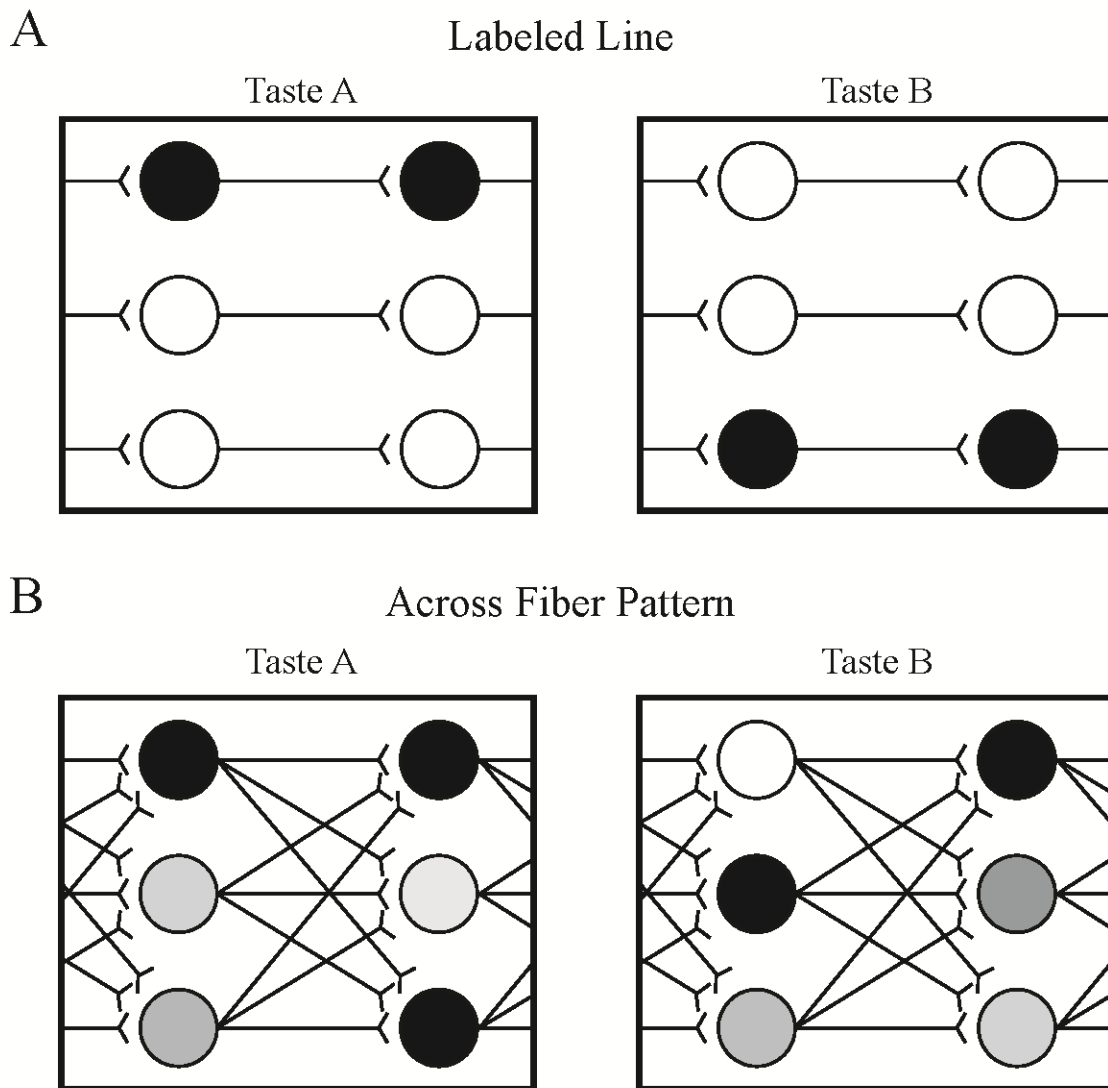 A
Labeled Line
Taste A
Taste B
B
Across Fiber Pattern
Taste A
Taste B